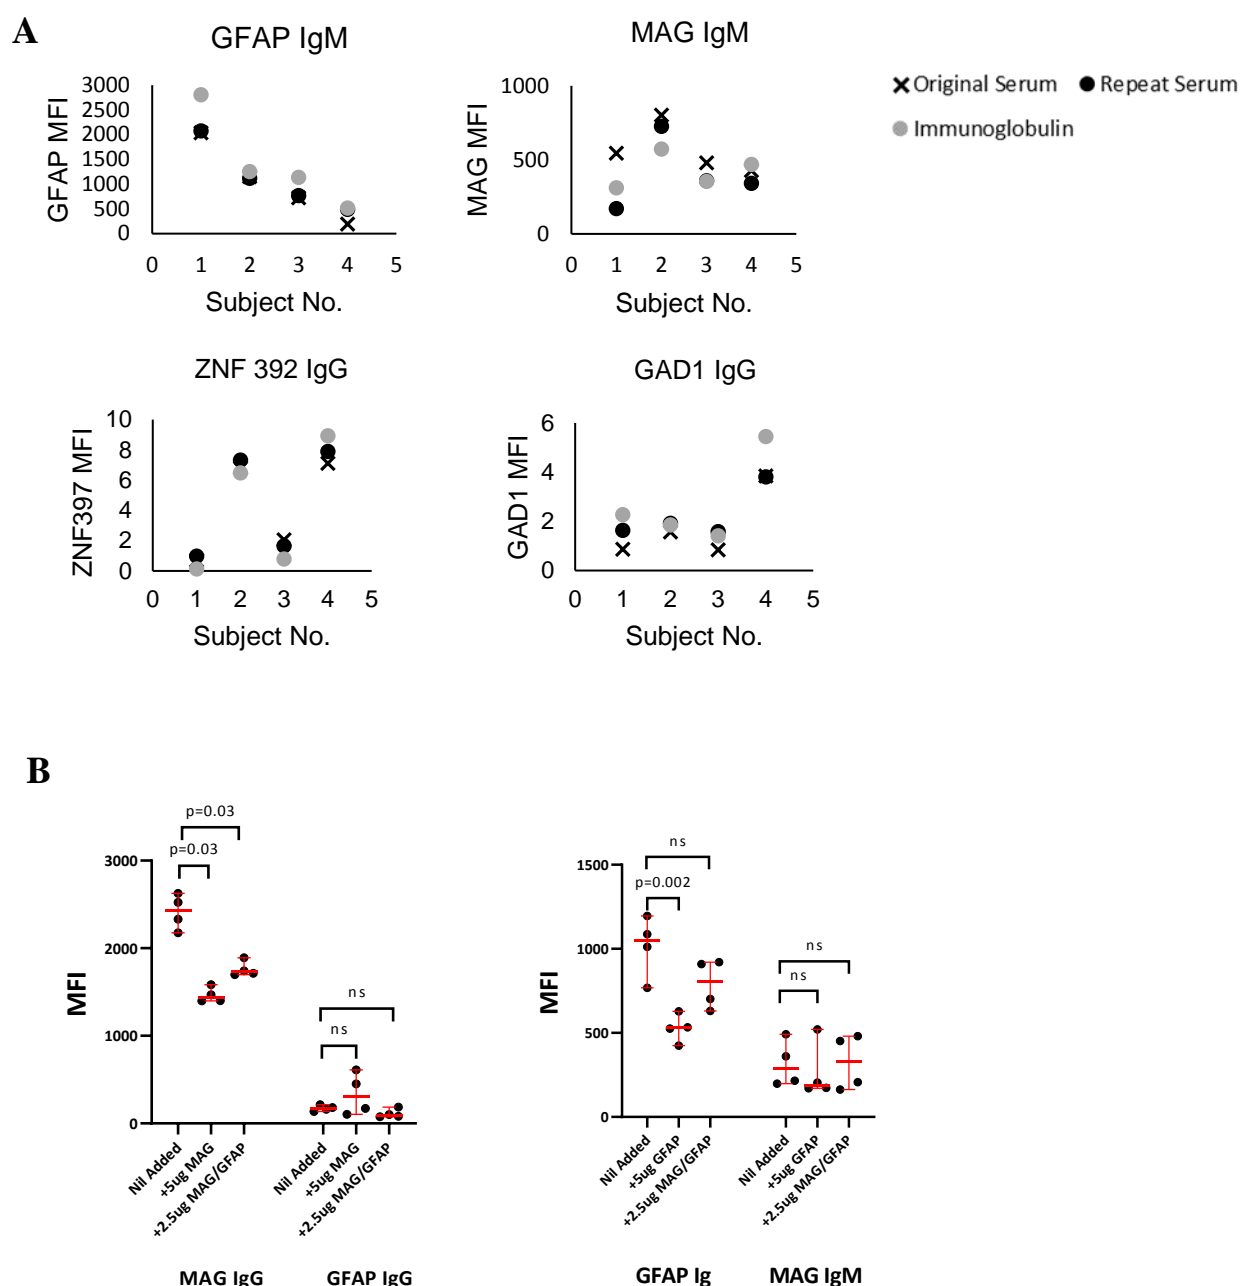 A
GFAP IgM
MAG IgM
Original Serum
Repeat Serum
Immunoglobulin
GFAP MFI
3000
2500
2000
1500
1000
500
0
0 1 2 3 4 5
Subject No.
MAG MFI
1000
500
0
0 1 2 3 4 5
Subject No.
ZNF 392 IgG
GAD1 IgG
ZNF397 MFI
10
8
6
4
2
0
0 1 2 3 4 5
Subject No.
GAD1 MFI
6
4
2
0
0 1 2 3 4 5
Subject No.
B
MFI
3000
2000
1000
0
p=0.03
p=0.03
ns
ns
Nil Added
+5ug MAG
+2.5ug MAG/GFAP
Nil Added
+5ug MAG
+2.5ug MAG/GFAP
MAG IgG
GFAP IgG
MFI
1500
1000
500
0
ns
p=0.002
ns
ns
Nil Added
+5ug GFAP
+2.5ug MAG/GFAP
Nil Added
+5ug GFAP
+2.5ug MAG/GFAP
GFAP Ig
MAG IgM